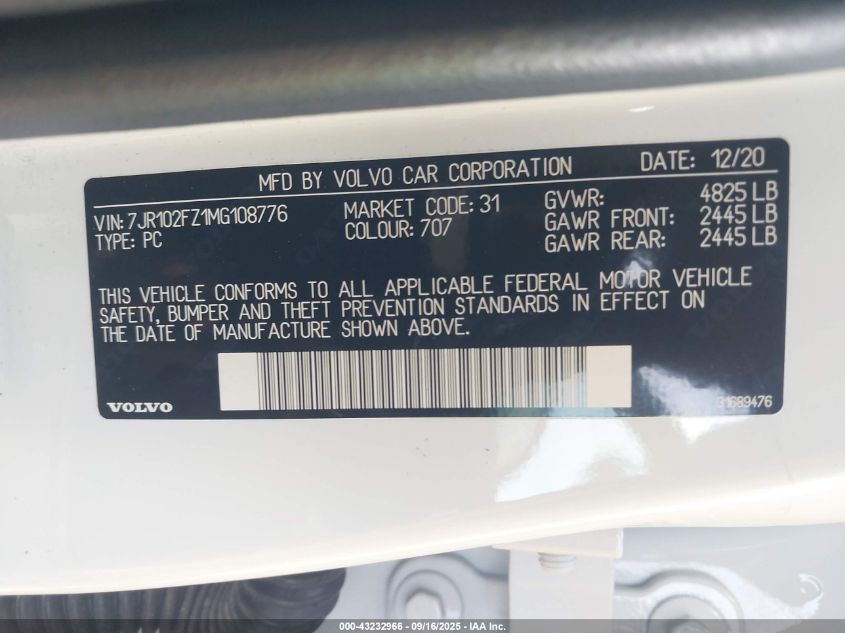 MFD BY VOLVO CAR CORPORATION DATE: 12/20
VIN: 7JR102FZ1MG108776 MARKET CODE: 31 GVWR: 4825 LB
TYPE: PC COLOUR: 707 GAWR FRONT: 2445 LB
GAWR REAR: 2445 LB
THIS VEHICLE CONFORMS TO ALL APPLICABLE FEDERAL MOTOR VEHICLE
SAFETY, BUMPER AND THEFT PREVENTION STANDARDS IN EFFECT ON
THE DATE OF MANUFACTURE SHOWN ABOVE.
VOLVO 31689476
000-43232966 - 09/16/2025 - IAA Inc.